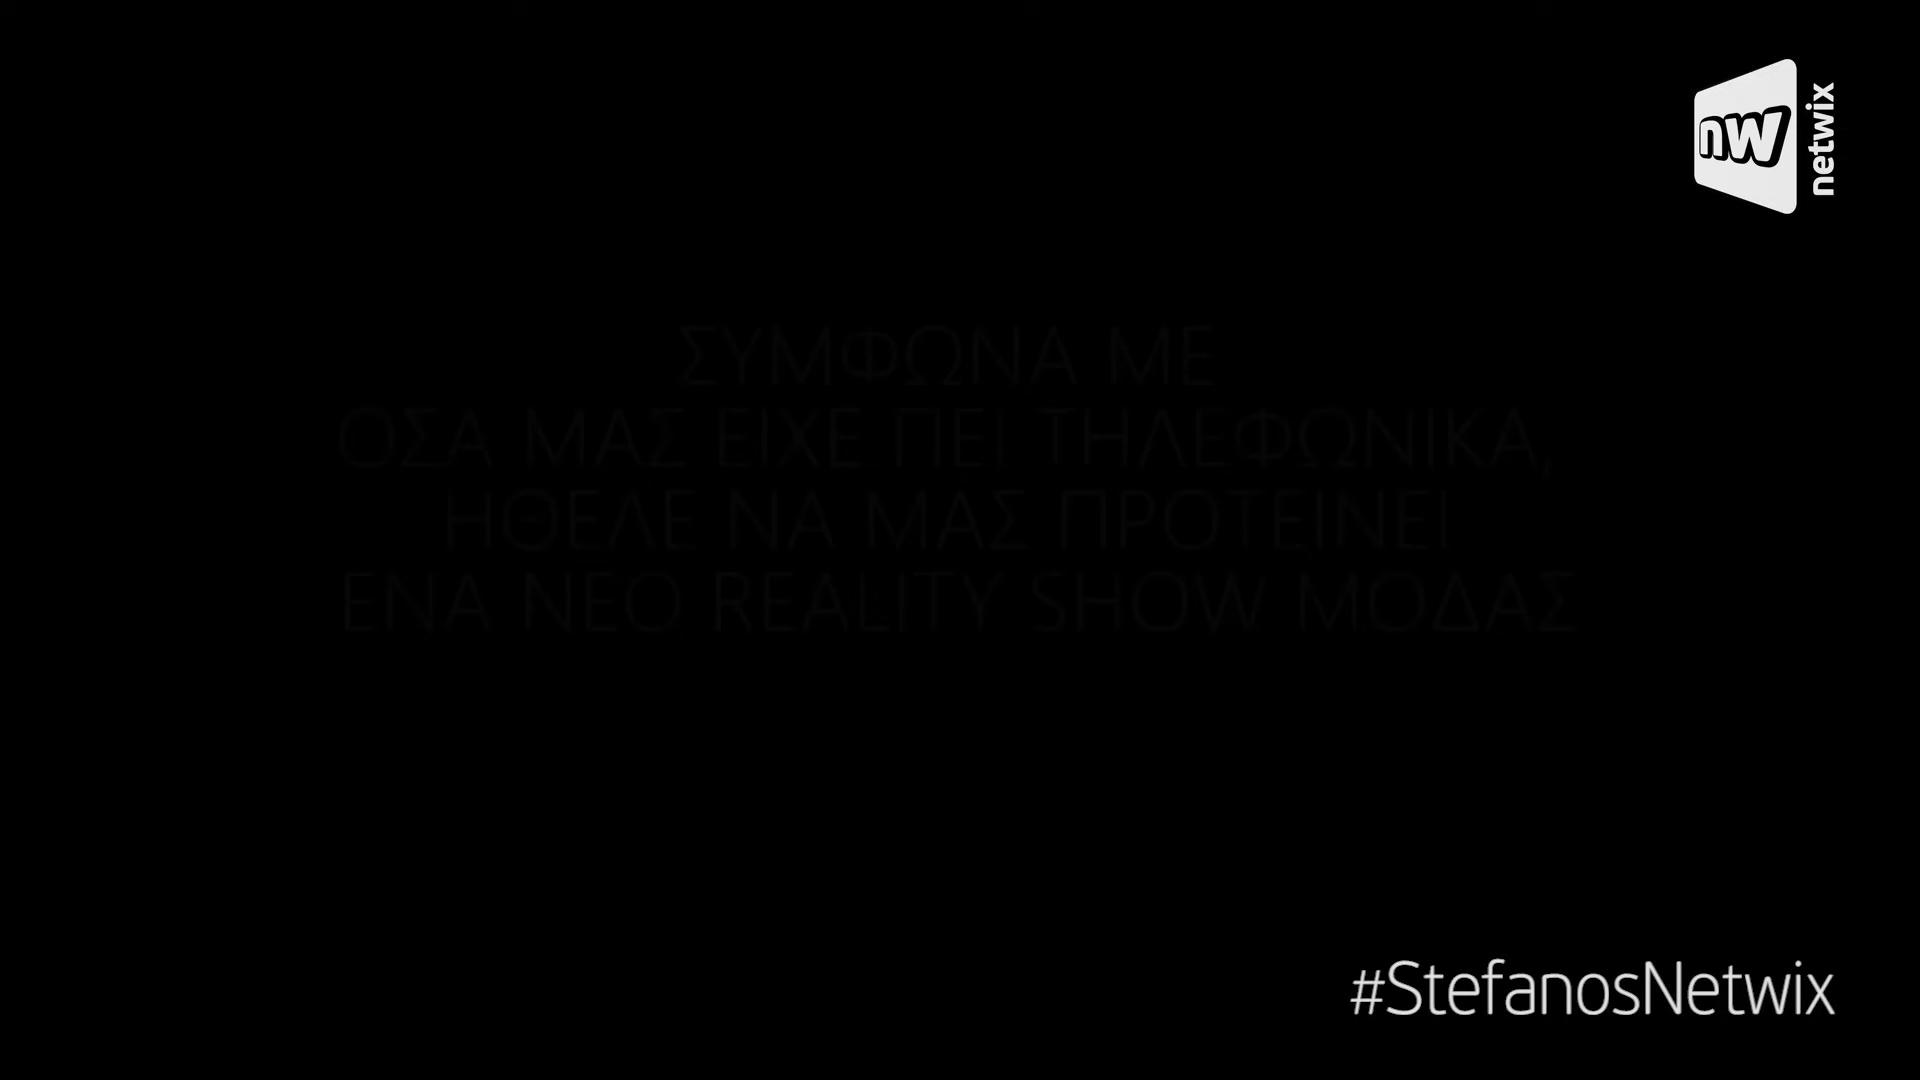 nw
netwix
ΣΥΜΦΩΝΑ ΜΕ
ΟΣΑ ΜΑΣ ΕΙΧΕ ΠΕΙ ΤΗΛΕΦΩΝΙΚΑ,
ΗΘΕΛΕ ΝΑ ΜΑΣ ΠΡΟΤΕΙΝΕΙ
ΕΝΑ ΝΕΟ REALITY SHOW ΜΟΔΑΣ
#StefanosNetwix